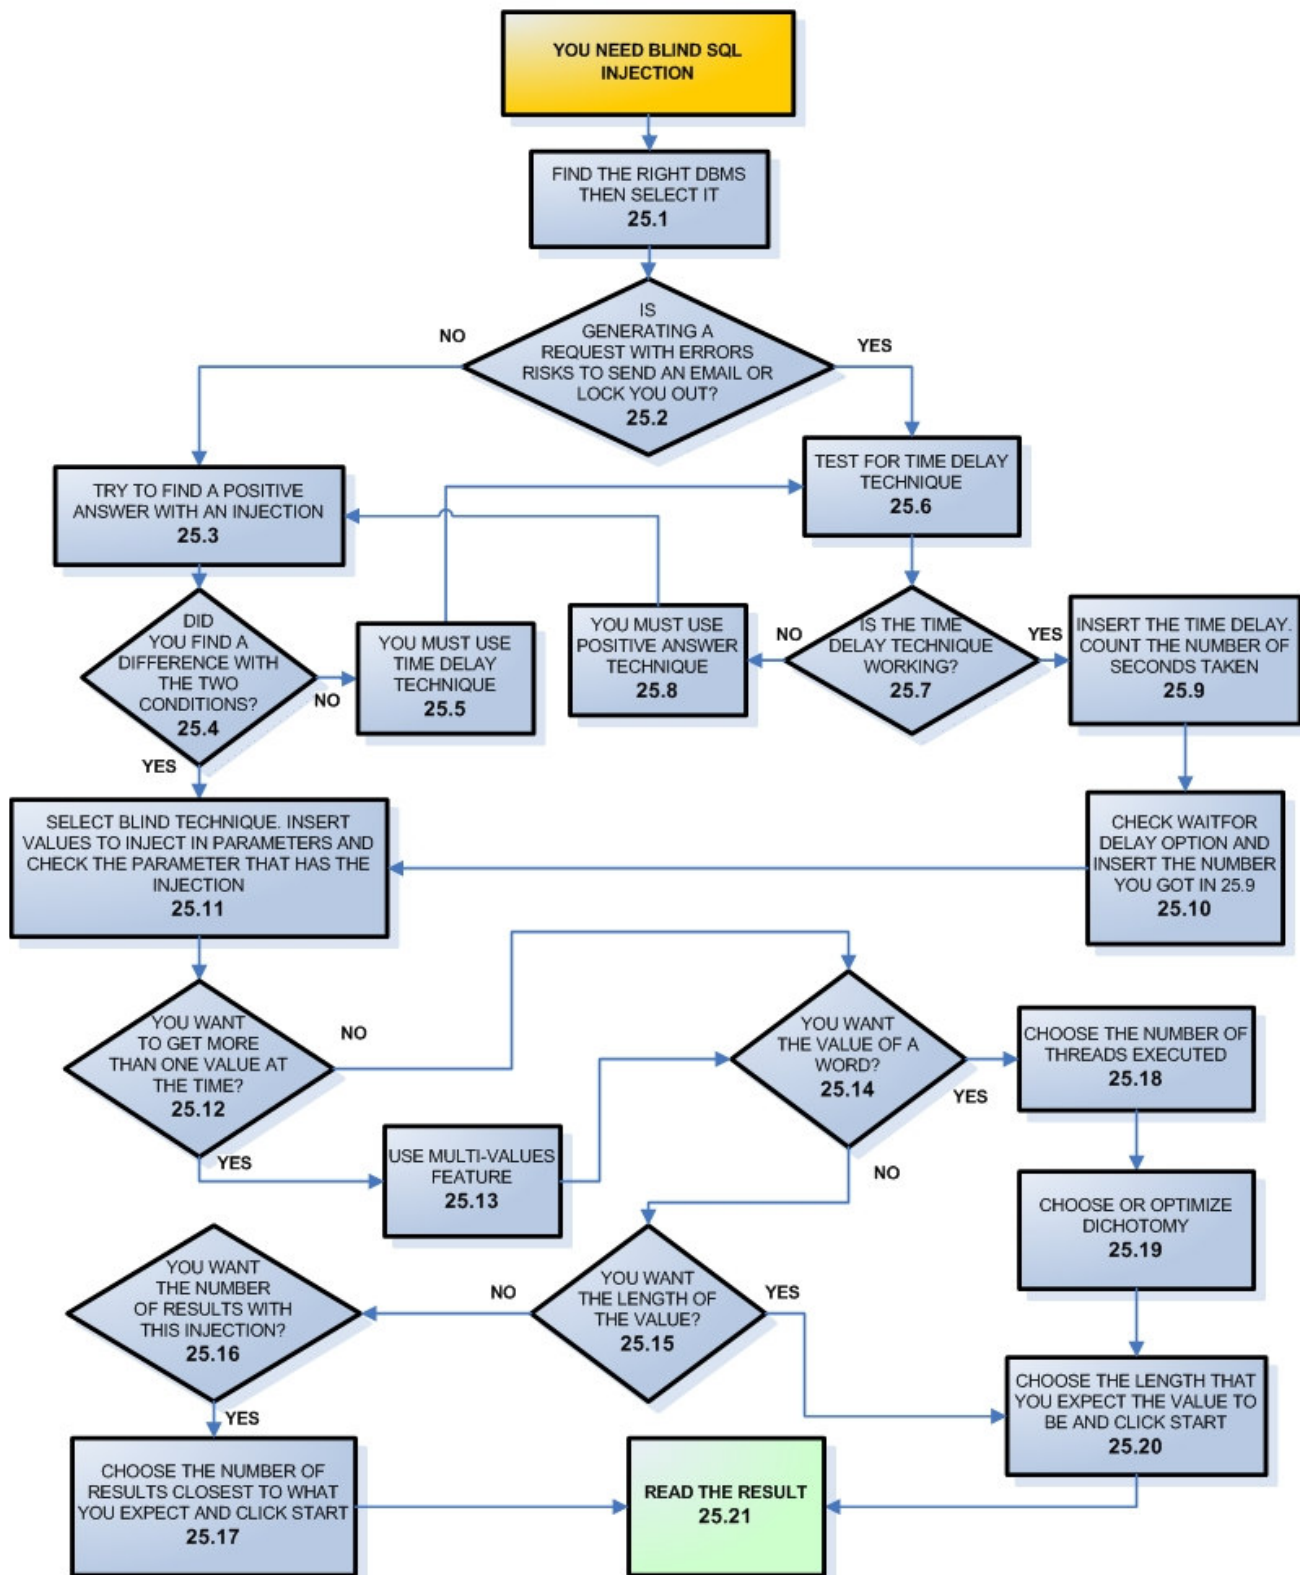 YOU NEED BLIND SQL
INJECTION
FIND THE RIGHT DBMS
THEN SELECT IT
25.1
IS
GENERATING A
REQUEST WITH ERRORS
RISKS TO SEND AN EMAIL OR
LOCK YOU OUT?
25.2
NO
YES
TRY TO FIND A POSITIVE
ANSWER WITH AN INJECTION
25.3
TEST FOR TIME DELAY
TECHNIQUE
25.6
DID
YOU FIND A
DIFFERENCE WITH
THE TWO
CONDITIONS?
25.4
NO
YES
YOU MUST USE
TIME DELAY
TECHNIQUE
25.5
YOU MUST USE
POSITIVE ANSWER
TECHNIQUE
25.8
NO
IS THE TIME
DELAY TECHNIQUE
WORKING?
25.7
YES
INSERT THE TIME DELAY.
COUNT THE NUMBER OF
SECONDS TAKEN
25.9
SELECT BLIND TECHNIQUE. INSERT
VALUES TO INJECT IN PARAMETERS AND
CHECK THE PARAMETER THAT HAS THE
INJECTION
25.11
CHECK WAITFOR
DELAY OPTION AND
INSERT THE NUMBER
YOU GOT IN 25.9
25.10
YOU WANT
TO GET MORE
THAN ONE VALUE AT
THE TIME?
25.12
NO
YES
USE MULTI-VALUES
FEATURE
25.13
YOU WANT
THE VALUE OF A
WORD?
25.14
YES
NO
CHOOSE THE NUMBER OF
THREADS EXECUTED
25.18
CHOOSE OR OPTIMIZE
DICHOTOMY
25.19
YOU WANT
THE NUMBER
OF RESULTS WITH
THIS INJECTION?
25.16
YES
NO
YOU WANT
THE LENGTH OF
THE VALUE?
25.15
YES
CHOOSE THE LENGTH THAT
YOU EXPECT THE VALUE TO
BE AND CLICK START
25.20
CHOOSE THE NUMBER OF
RESULTS CLOSEST TO WHAT
YOU EXPECT AND CLICK START
25.17
READ THE RESULT
25.21